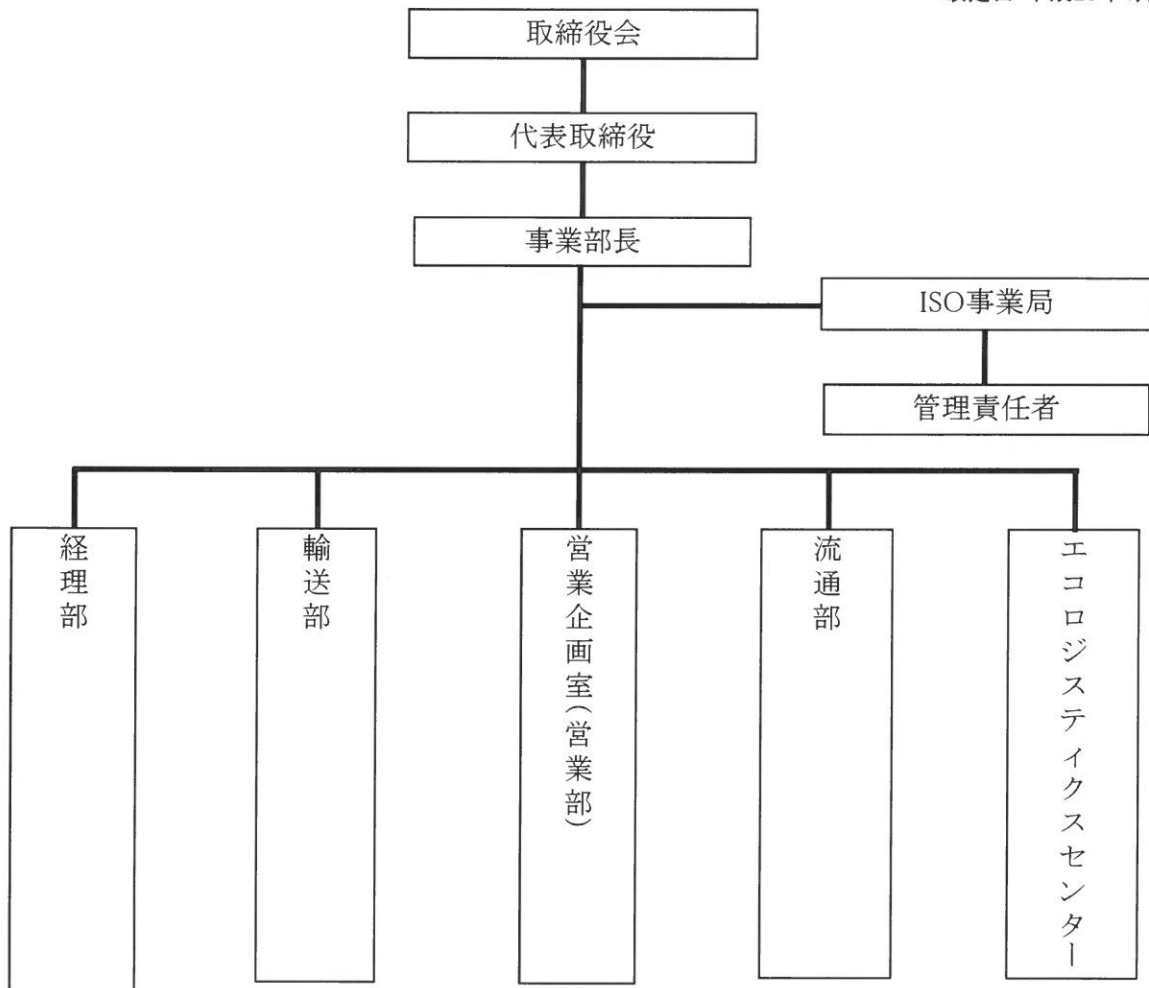 取締役会
代表取締役
事業部長
ISO事業局
管理責任者
経理部
輸送部
営業企画室(営業部)
流通部
エコロジスティクスセンター